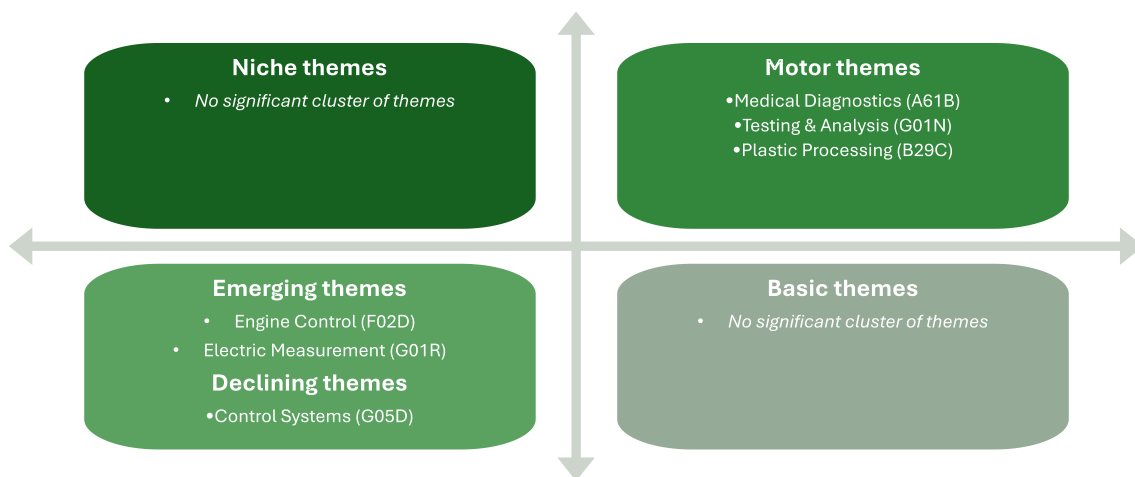 Niche themes
• No significant cluster of themes
Motor themes
•Medical Diagnostics (A61B)
•Testing & Analysis (G01N)
•Plastic Processing (B29C)
Emerging themes
• Engine Control (F02D)
• Electric Measurement (G01R)
Declining themes
•Control Systems (G05D)
Basic themes
• No significant cluster of themes